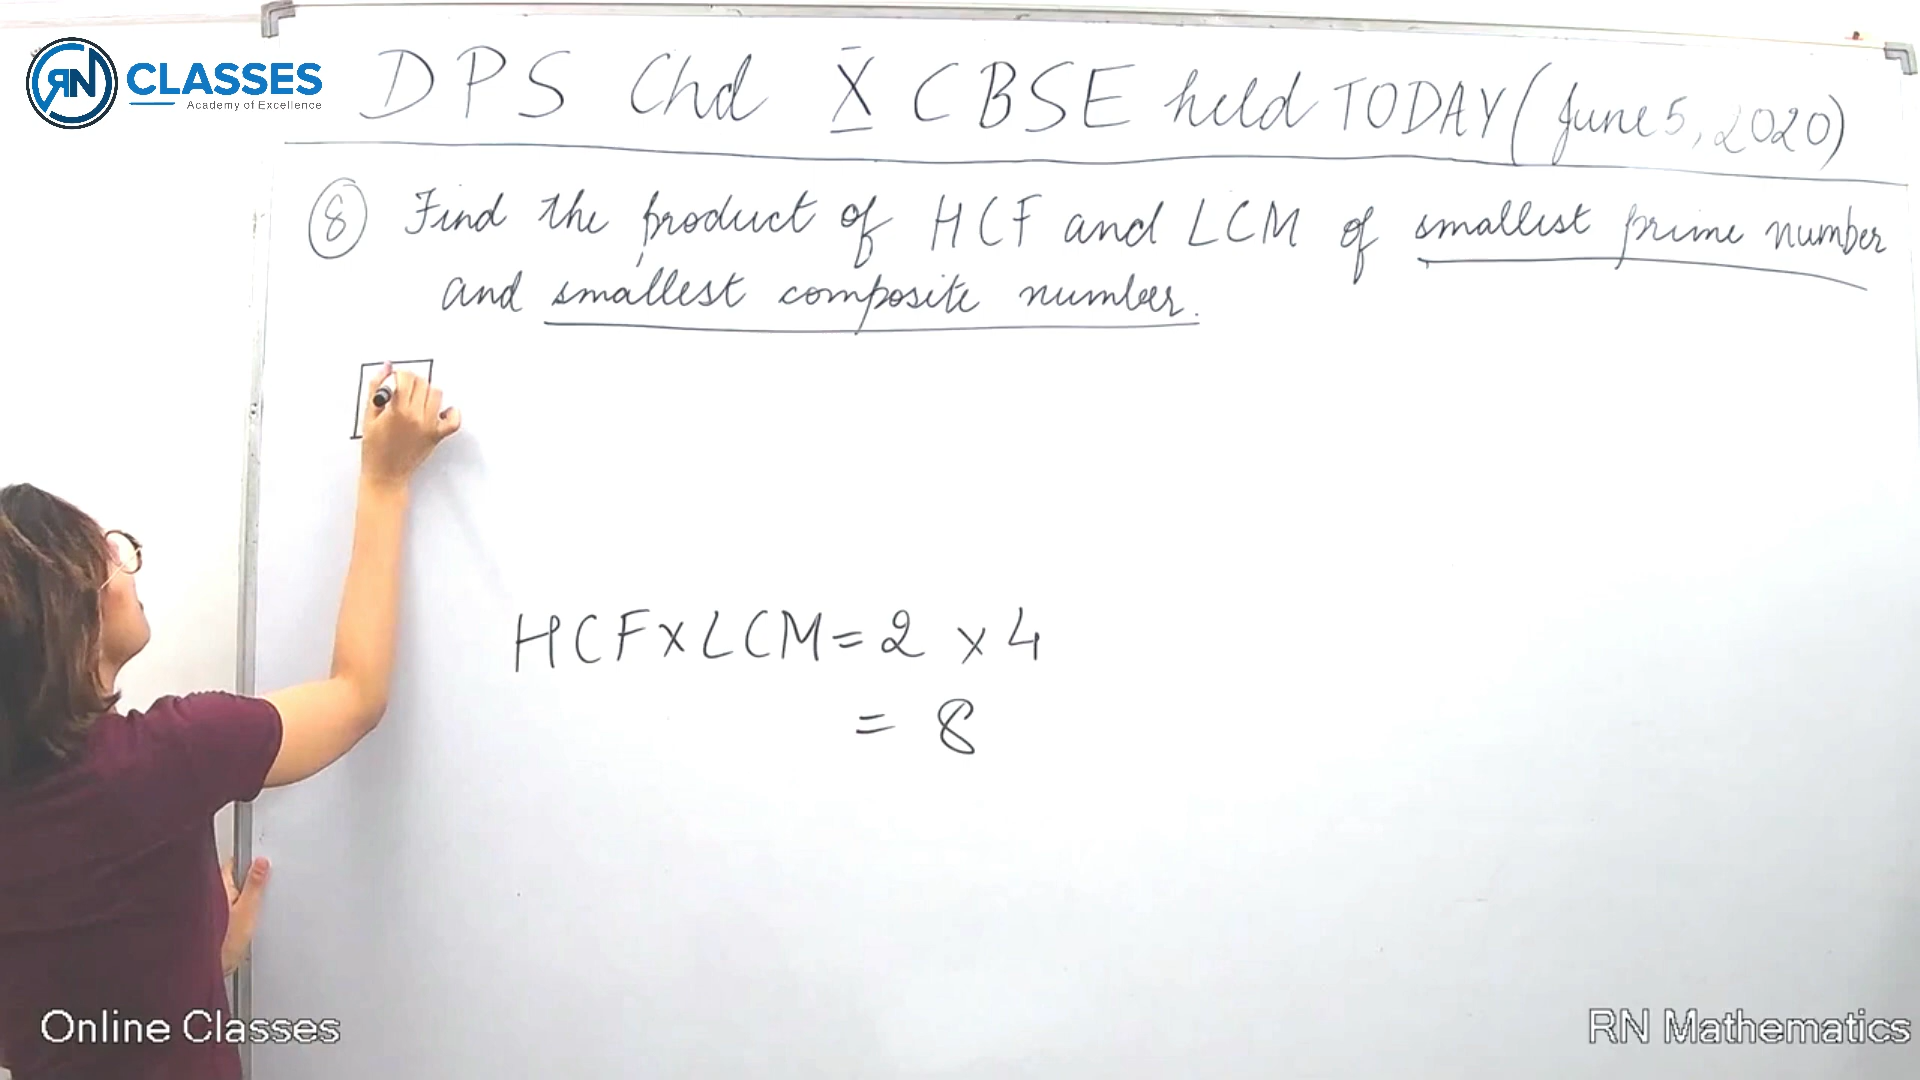 RN CLASSES
Academy of Excellence
DPS Chd X CBSE held TODAY (June 5, 2020)
8 Find the product of HCF and LCM of smallest prime number
and smallest composite number.
HCF x LCM = 2 x 4
= 8
Online Classes
RN Mathematics